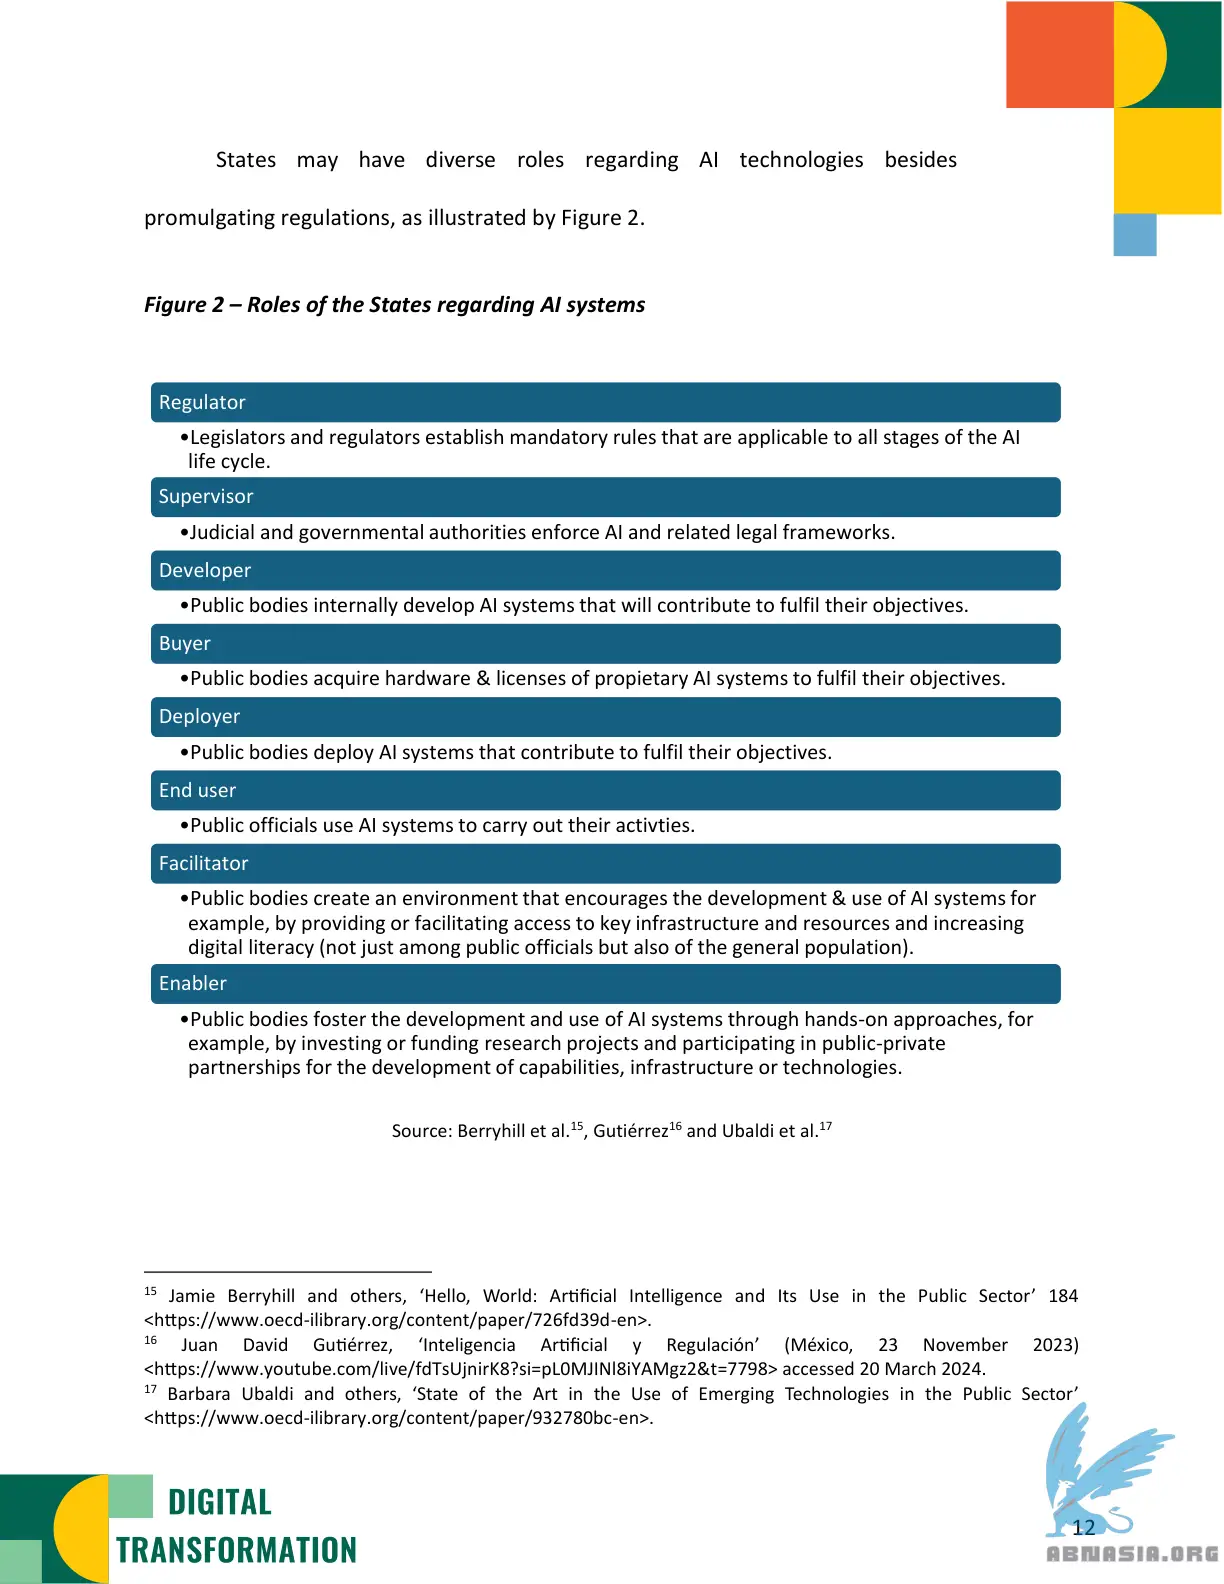 States may have diverse roles regarding AI technologies besides
promulgating regulations, as illustrated by Figure 2.
Figure 2 – Roles of the States regarding AI systems
Regulator
•Legislators and regulators establish mandatory rules that are applicable to all stages of the AI
life cycle.
Supervisor
•Judicial and governmental authorities enforce AI and related legal frameworks.
Developer
•Public bodies internally develop AI systems that will contribute to fulfil their objectives.
Buyer
•Public bodies acquire hardware & licenses of propietary AI systems to fulfil their objectives.
Deployer
•Public bodies deploy AI systems that contribute to fulfil their objectives.
End user
•Public officials use AI systems to carry out their activties.
Facilitator
•Public bodies create an environment that encourages the development & use of AI systems for
example, by providing or facilitating access to key infrastructure and resources and increasing
digital literacy (not just among public officials but also of the general population).
Enabler
•Public bodies foster the development and use of AI systems through hands-on approaches, for
example, by investing or funding research projects and participating in public-private
partnerships for the development of capabilities, infrastructure or technologies.
Source: Berryhill et al.15, Gutiérrez16 and Ubaldi et al.17
15 Jamie Berryhill and others, ‘Hello, World: Artificial Intelligence and Its Use in the Public Sector’ 184
<https://www.oecd-ilibrary.org/content/paper/726fd39d-en>.
16 Juan David Gutiérrez, ‘Inteligencia Artificial y Regulación’ (México, 23 November 2023)
<https://www.youtube.com/live/fdTsUjnirK8?si=pL0MJINl8iYAMgz2&t=7798> accessed 20 March 2024.
17 Barbara Ubaldi and others, ‘State of the Art in the Use of Emerging Technologies in the Public Sector’
<https://www.oecd-ilibrary.org/content/paper/932780bc-en>.
DIGITAL
TRANSFORMATION
12
ABNASIA.ORG